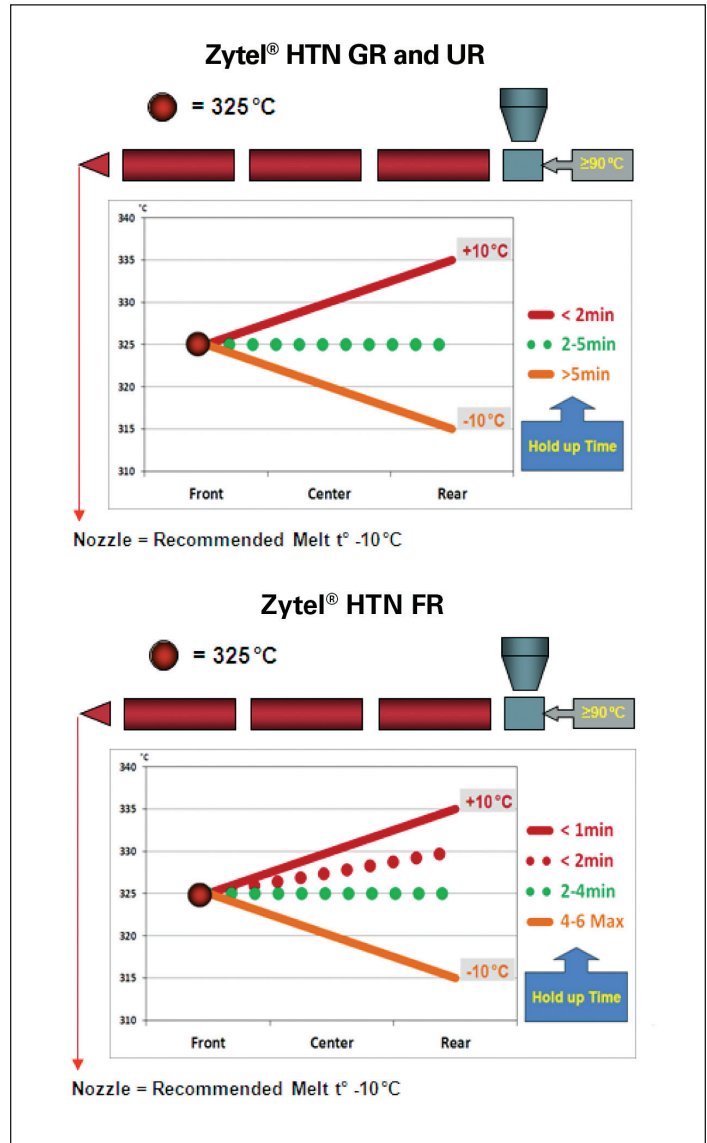 Zytel® HTN GR and UR
= 325 °C
≥90 ºC
°C
340
335
330
325
320
315
310
+10 °C
-10 °C
Front Center Rear
< 2min
2-5min
>5min
Hold up Time
Nozzle = Recommended Melt t° -10 °C
Zytel® HTN FR
= 325 °C
≥90 ºC
°C
340
335
330
325
320
315
310
+10 °C
-10 °C
Front Center Rear
< 1min
< 2min
2-4min
4-6 Max
Hold up Time
Nozzle = Recommended Melt t° -10 °C